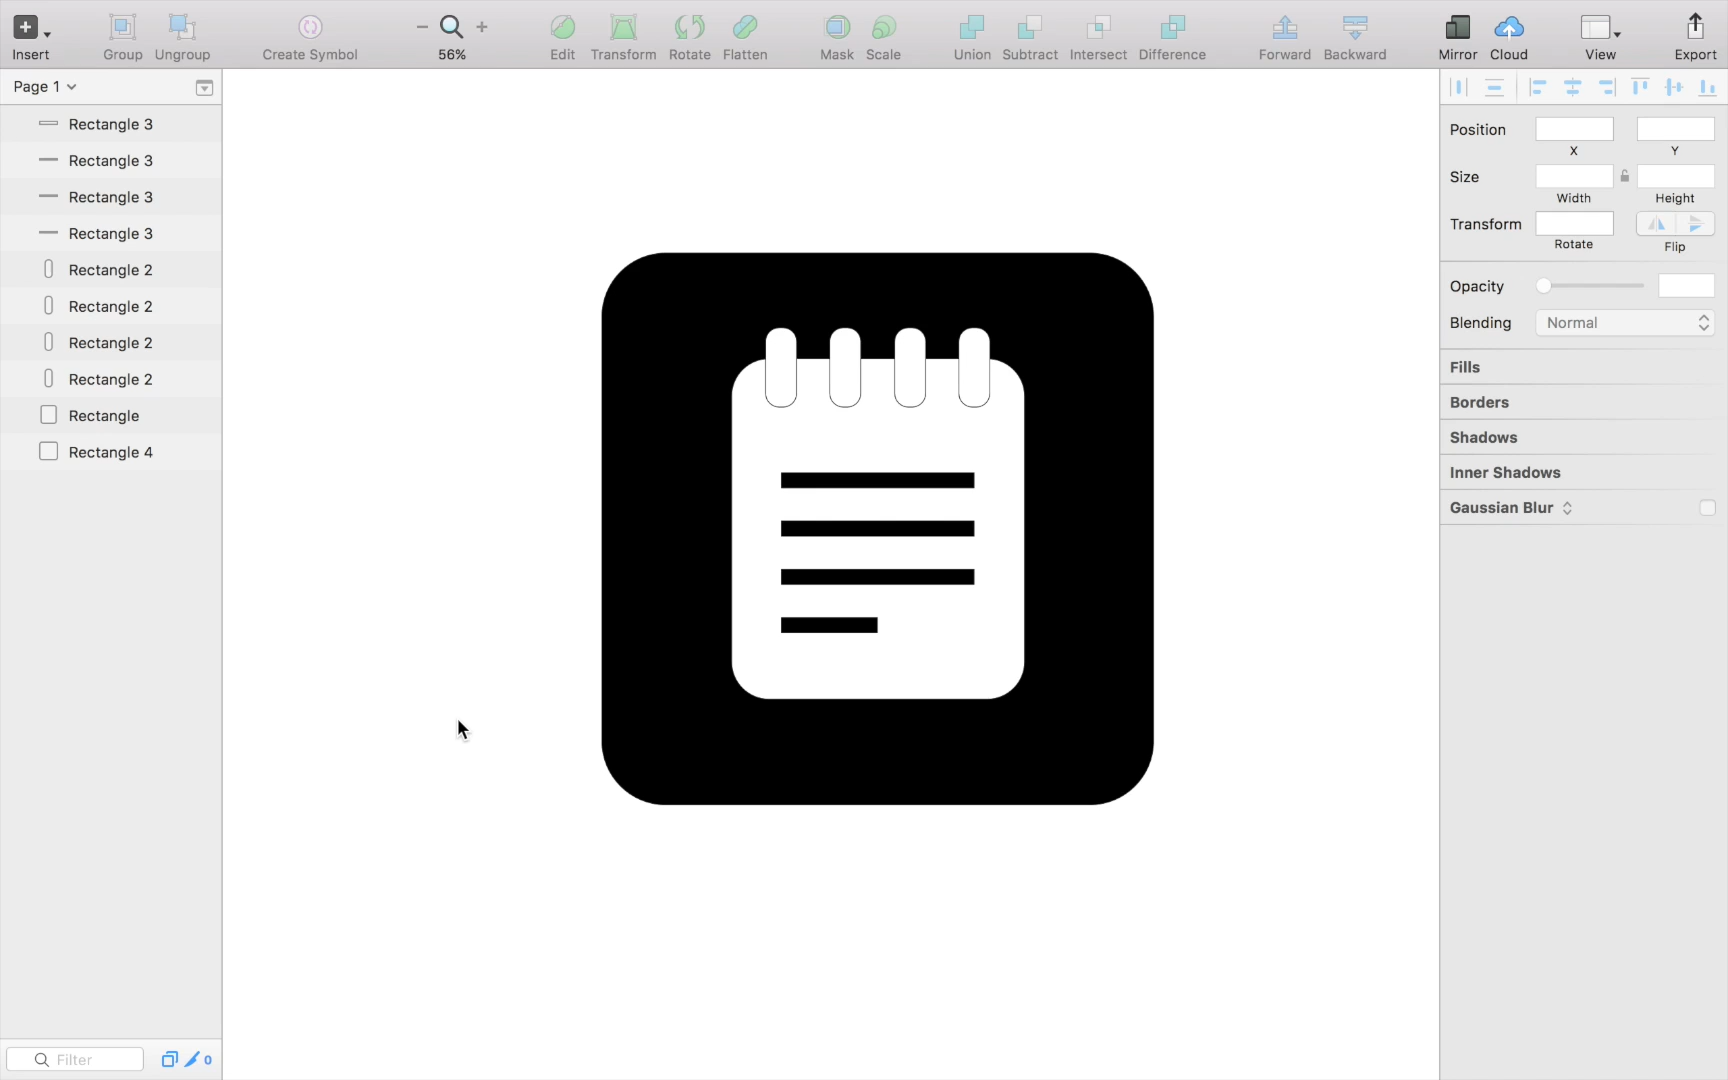 Insert Group Ungroup Create Symbol 56% Edit Transform Rotate Flatten Mask Scale Union Subtract Intersect Difference Forward Backward Mirror Cloud View Export
Page 1
Rectangle 3
Rectangle 3
Rectangle 3
Rectangle 3
Rectangle 2
Rectangle 2
Rectangle 2
Rectangle 2
Rectangle
Rectangle 4
Filter 0
Position
X Y
Size
Width Height
Transform
Rotate Flip
Opacity
Blending Normal
Fills
Borders
Shadows
Inner Shadows
Gaussian Blur